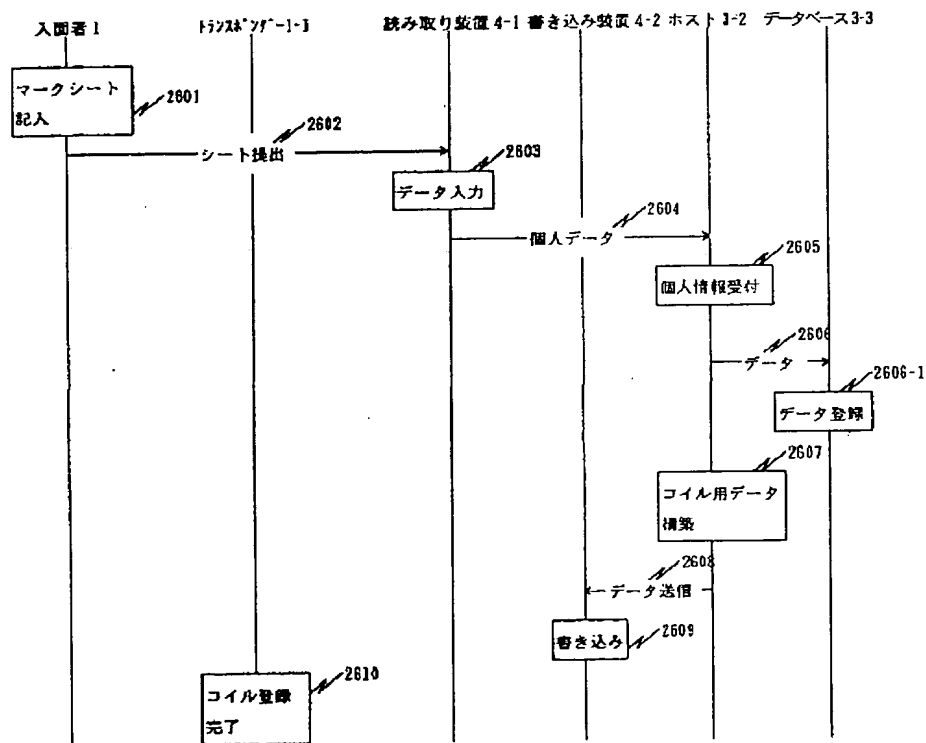 入園者1
トランスポンダー1-3
読み取り装置4-1
書き込み装置4-2
ホスト3-2
データベース3-3
マークシート
記入
2601
2602
シート提出
2603
データ入力
2604
個人データ
2605
個人情報受付
2606
データ
2606-1
データ登録
2607
コイル用データ
構築
2608
データ送信
書き込み
2609
2610
コイル登録
完了